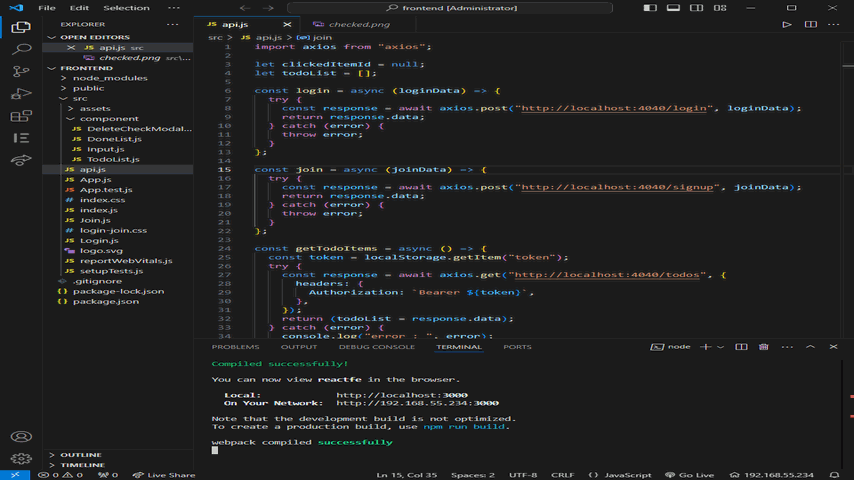 File Edit Selection ··· frontend [Administrator]
EXPLORER ···
OPEN EDITORS
JS api.js src
checked.png src\...
FRONTEND
node_modules
public
src
assets
component
JS DeleteCheckModal...
JS DoneList.js
JS Input.js
JS TodoList.js
JS api.js
JS App.js
JS App.test.js
index.css
JS index.js
JS Join.js
login-join.css
JS Login.js
logo.svg
JS reportWebVitals.js
JS setupTests.js
.gitignore
package-lock.json
package.json
OUTLINE
TIMELINE
JS api.js checked.png
src > JS api.js > join
1 import axios from "axios";
2
3 let clickedItemId = null;
4 let todoList = [];
5
6 const login = async (loginData) => {
7 try {
8 const response = await axios.post("http://localhost:4040/login", loginData);
9 return response.data;
10 } catch (error) {
11 throw error;
12 }
13 };
14
15 const join = async (joinData) => {
16 try {
17 const response = await axios.post("http://localhost:4040/signup", joinData);
18 return response.data;
19 } catch (error) {
20 throw error;
21 }
22 };
23
24 const getTodoItems = async () => {
25 const token = localStorage.getItem("token");
26 try {
27 const response = await axios.get("http://localhost:4040/todos", {
28 headers: {
29 Authorization: `Bearer ${token}`,
30 },
31 });
32 return (todoList = response.data);
33 } catch (error) {
34 console.log("error : ", error);
PROBLEMS OUTPUT DEBUG CONSOLE TERMINAL PORTS node
Compiled successfully!
You can now view reactfe in the browser.
Local: http://localhost:3000
On Your Network: http://192.168.55.234:3000
Note that the development build is not optimized.
To create a production build, use npm run build.
webpack compiled successfully
0 0 0 Live Share Ln 15, Col 35 Spaces: 2 UTF-8 CRLF {} JavaScript Go Live 192.168.55.234